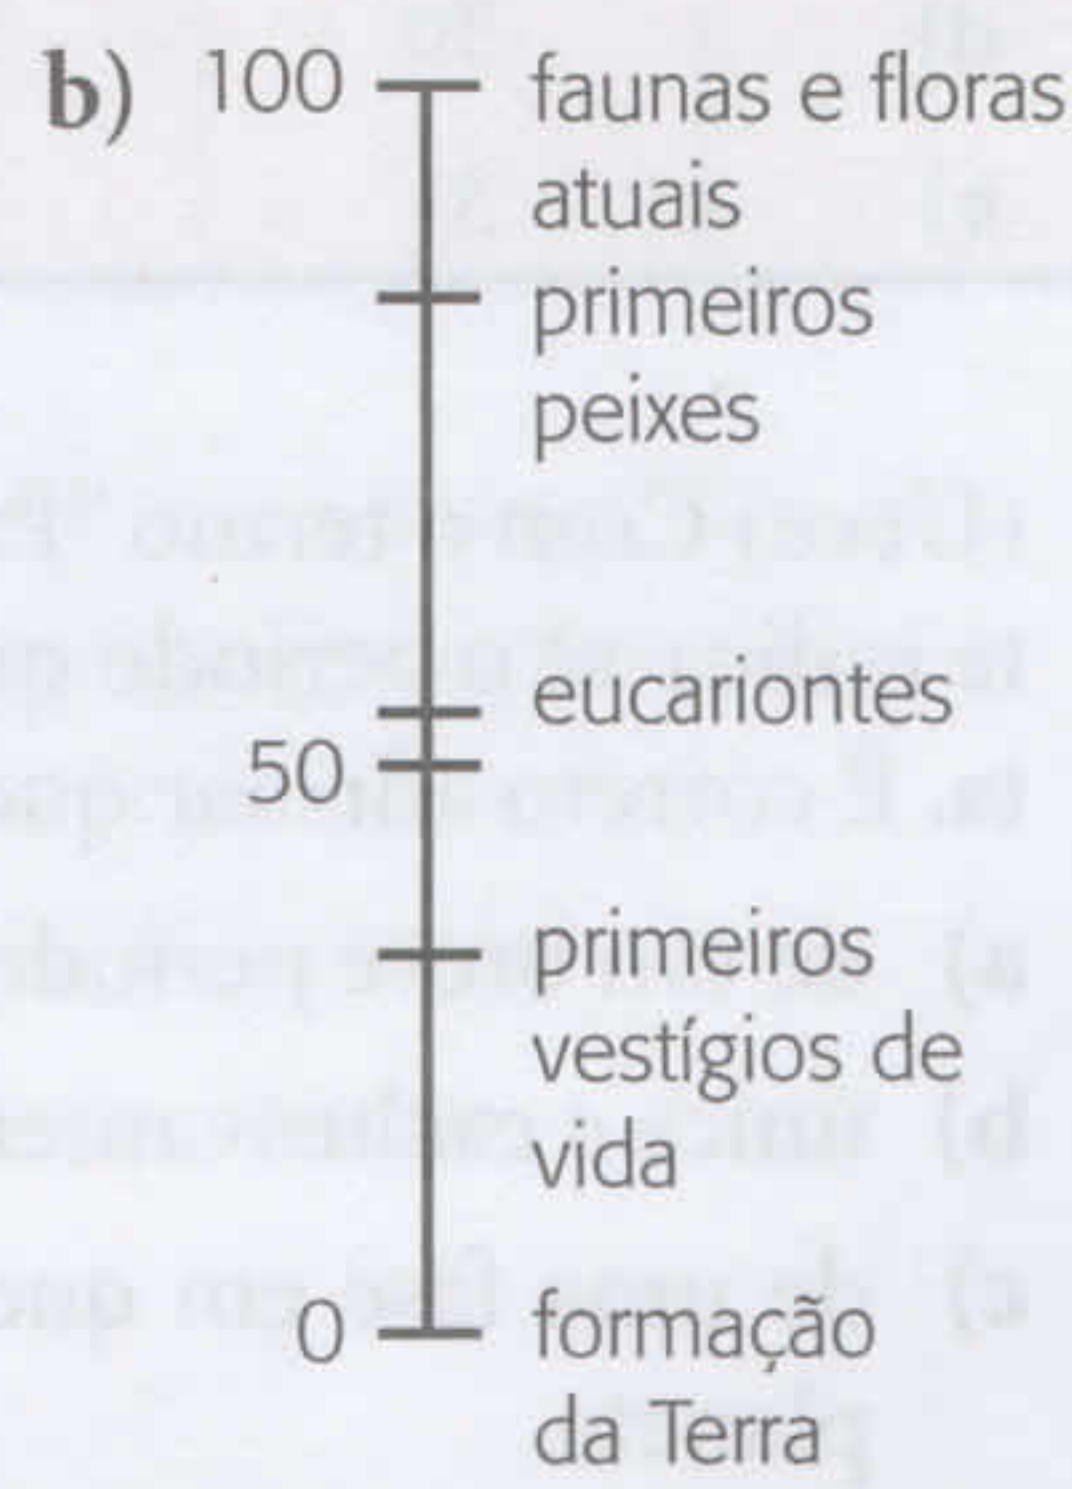 b) 100 faunas e floras
atuais
primeiros
peixes
eucariontes
50
primeiros
vestígios de
vida
0 formação
da Terra